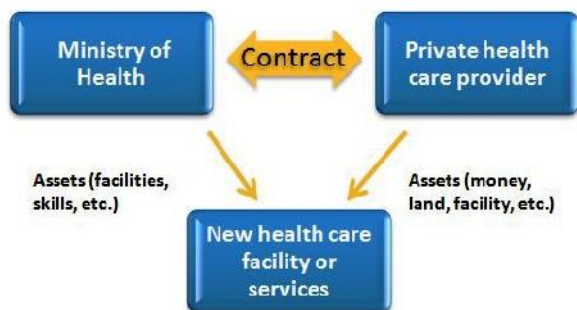 Ministry of
Health
Contract
Private health
care provider
Assets (facilities,
skills, etc.)
Assets (money,
land, facility, etc.)
New health care
facility or
services